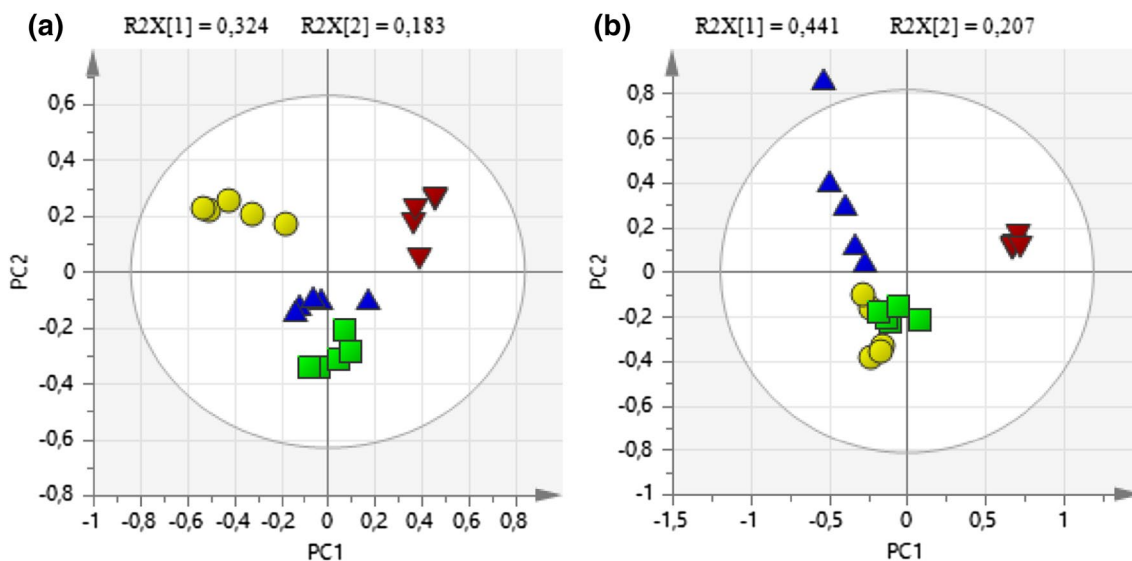 (a) R2X[1] = 0,324 R2X[2] = 0,183
0,6
0,4
0,2
0
-0,2
-0,4
-0,6
-0,8
PC2
-1 -0,8 -0,6 -0,4 -0,2 0 0,2 0,4 0,6 0,8
PC1
(b) R2X[1] = 0,441 R2X[2] = 0,207
0,8
0,6
0,4
0,2
0
-0,2
-0,4
-0,6
-0,8
-1
PC2
-1,5 -1 -0,5 0 0,5 1
PC1